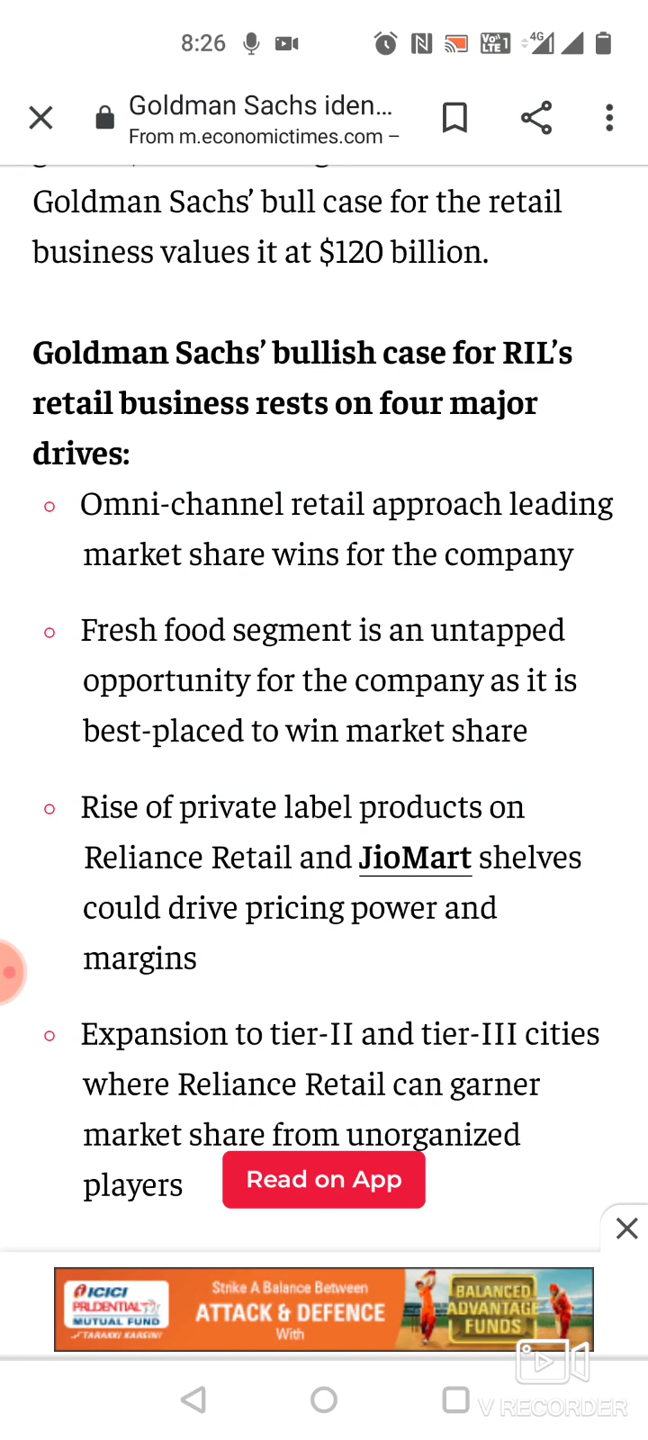 8:26
Vo)) 1
LTE
4G
Goldman Sachs iden...
From m.economictimes.com –
Goldman Sachs' bull case for the retail
business values it at $120 billion.
Goldman Sachs' bullish case for RIL's
retail business rests on four major
drives:
Omni-channel retail approach leading
market share wins for the company
Fresh food segment is an untapped
opportunity for the company as it is
best-placed to win market share
Rise of private label products on
Reliance Retail and JioMart shelves
could drive pricing power and
margins
Expansion to tier-II and tier-III cities
where Reliance Retail can garner
market share from unorganized
players
Read on App
ICICI
PRUDENTIAL
MUTUAL FUND
TARAKKI KAREIN!
Strike A Balance Between
ATTACK & DEFENCE
With
BALANCED
ADVANTAGE
FUNDS
V RECORDER